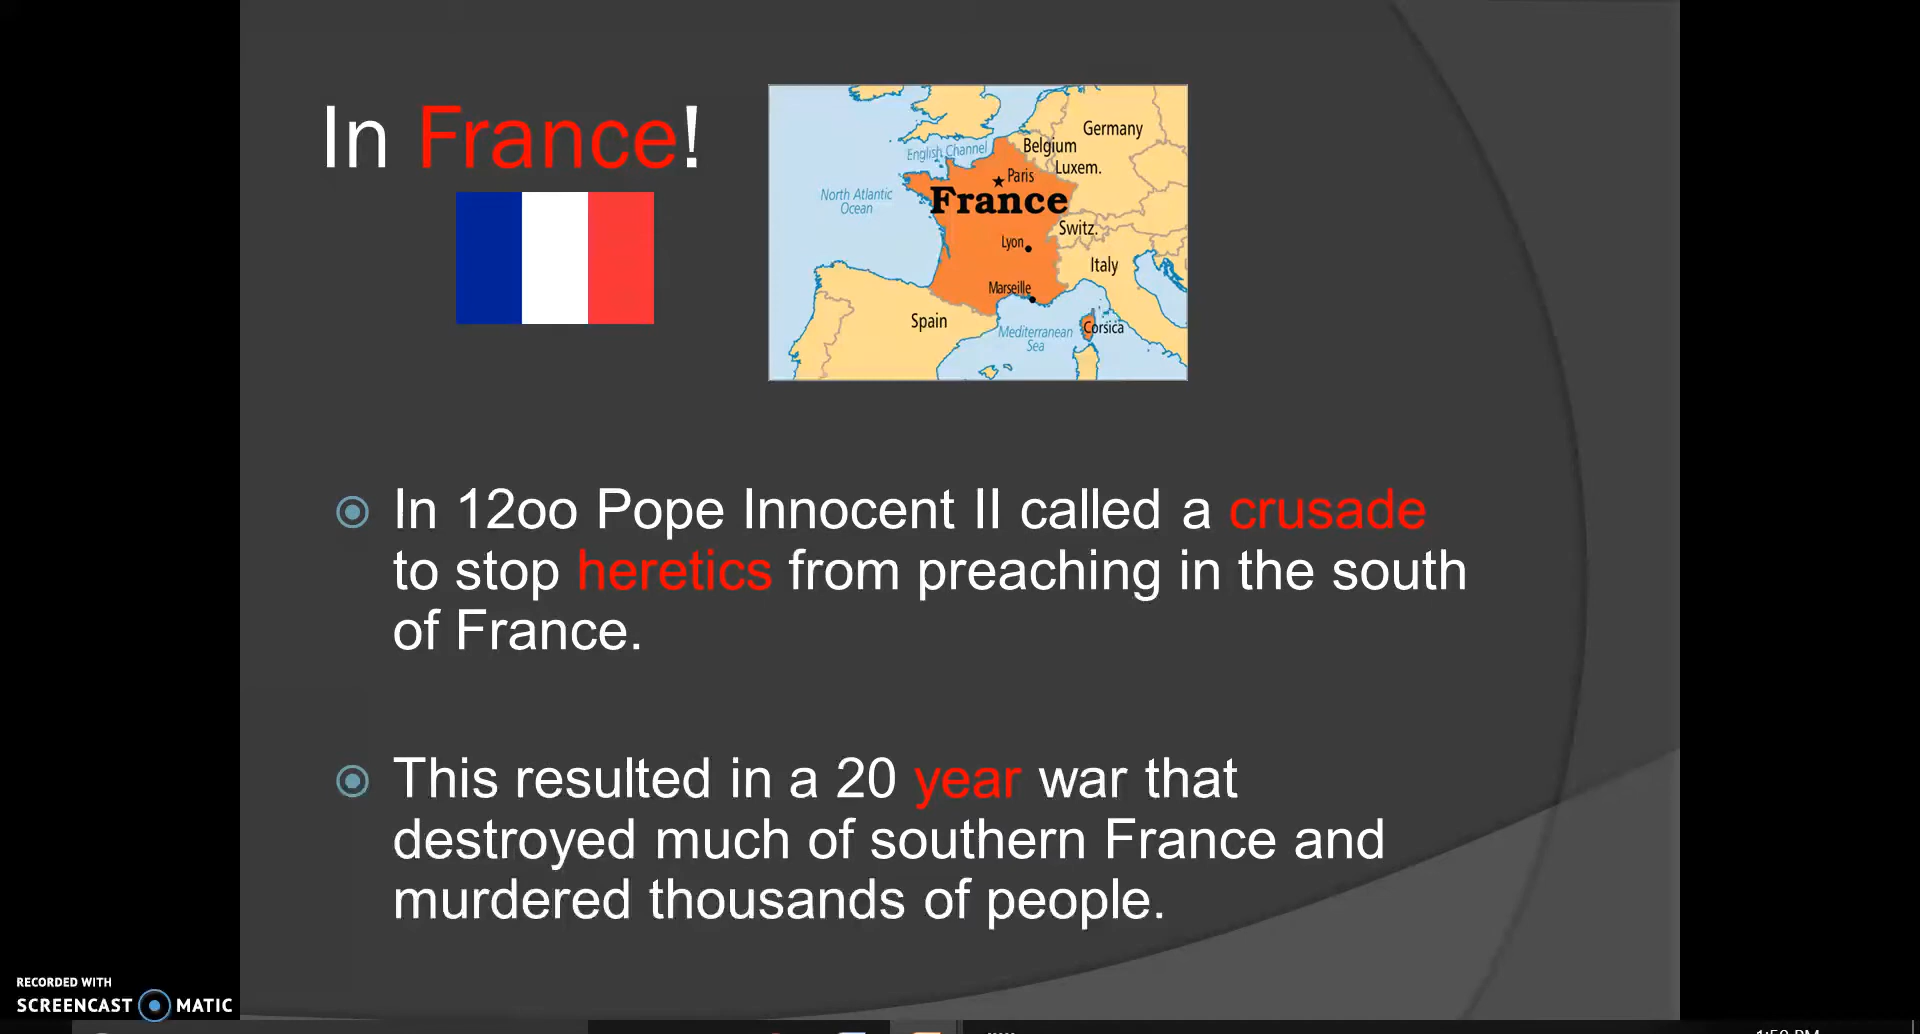 In France!
English Channel
Germany
Belgium
Luxem.
Paris
North Atlantic
Ocean
France
Switz.
Lyon
Italy
Marseille
Spain
Mediterranean
Sea
Corsica
In 12oo Pope Innocent II called a crusade
to stop heretics from preaching in the south
of France.
This resulted in a 20 year war that
destroyed much of southern France and
murdered thousands of people.
RECORDED WITH
SCREENCAST MATIC